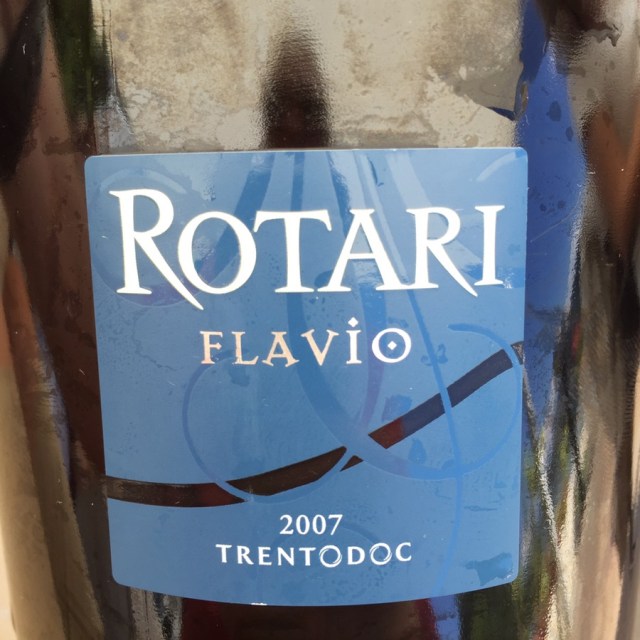 ROTARI
FLAVIO
2007
TRENTODOC